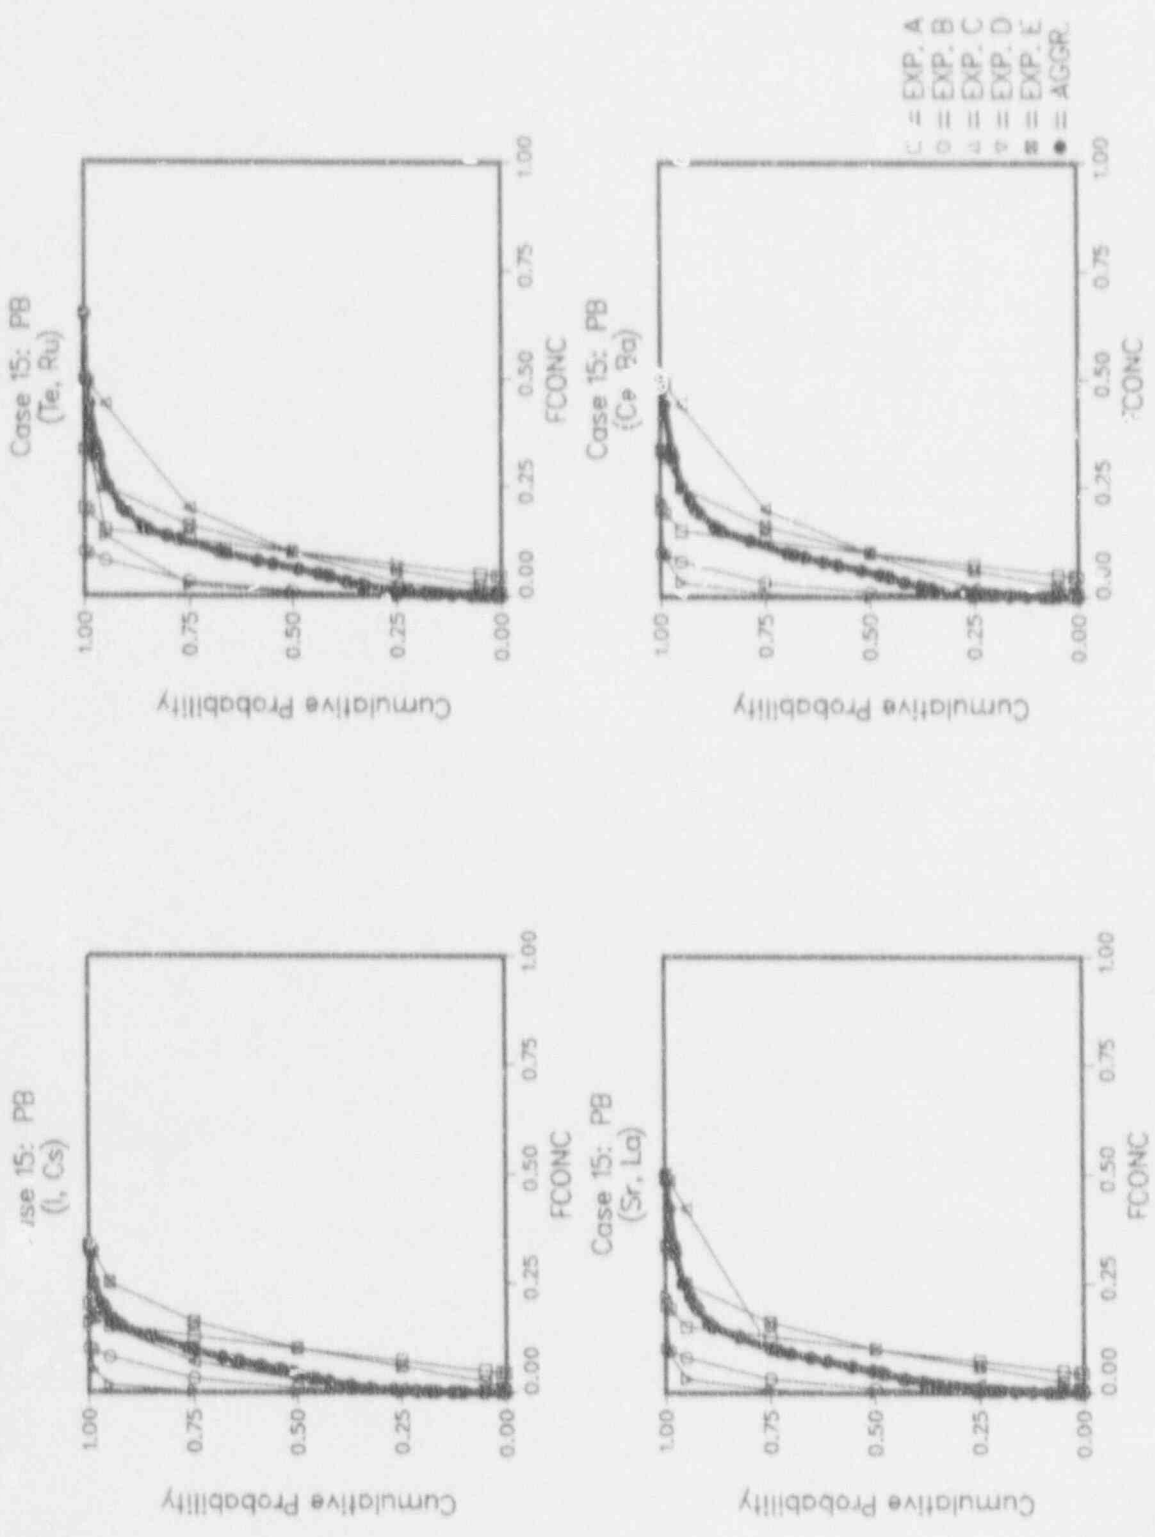 15: PB
(I, Cs)
Cumulative Probability
1.00
0.75
0.50
0.25
0.00
0.00 0.25 0.50 0.75 1.00
FCONC
Case 15: PB
(Te, Ru)
Cumulative Probability
1.00
0.75
0.50
0.25
0.00
0.00 0.25 0.50 0.75 1.00
FCONC
Case 15: PB
(Sr, La)
Cumulative Probability
1.00
0.75
0.50
0.25
0.00
0.00 0.25 0.50 0.75 1.00
FCONC
Case 15: PB
(Ce Ba)
Cumulative Probability
1.00
0.75
0.50
0.25
0.00
0.25 0.50 0.75 1.00
= EXP. A
= EXP. B
= EXP. C
= EXP. D
= EXP. E
= AGGR.